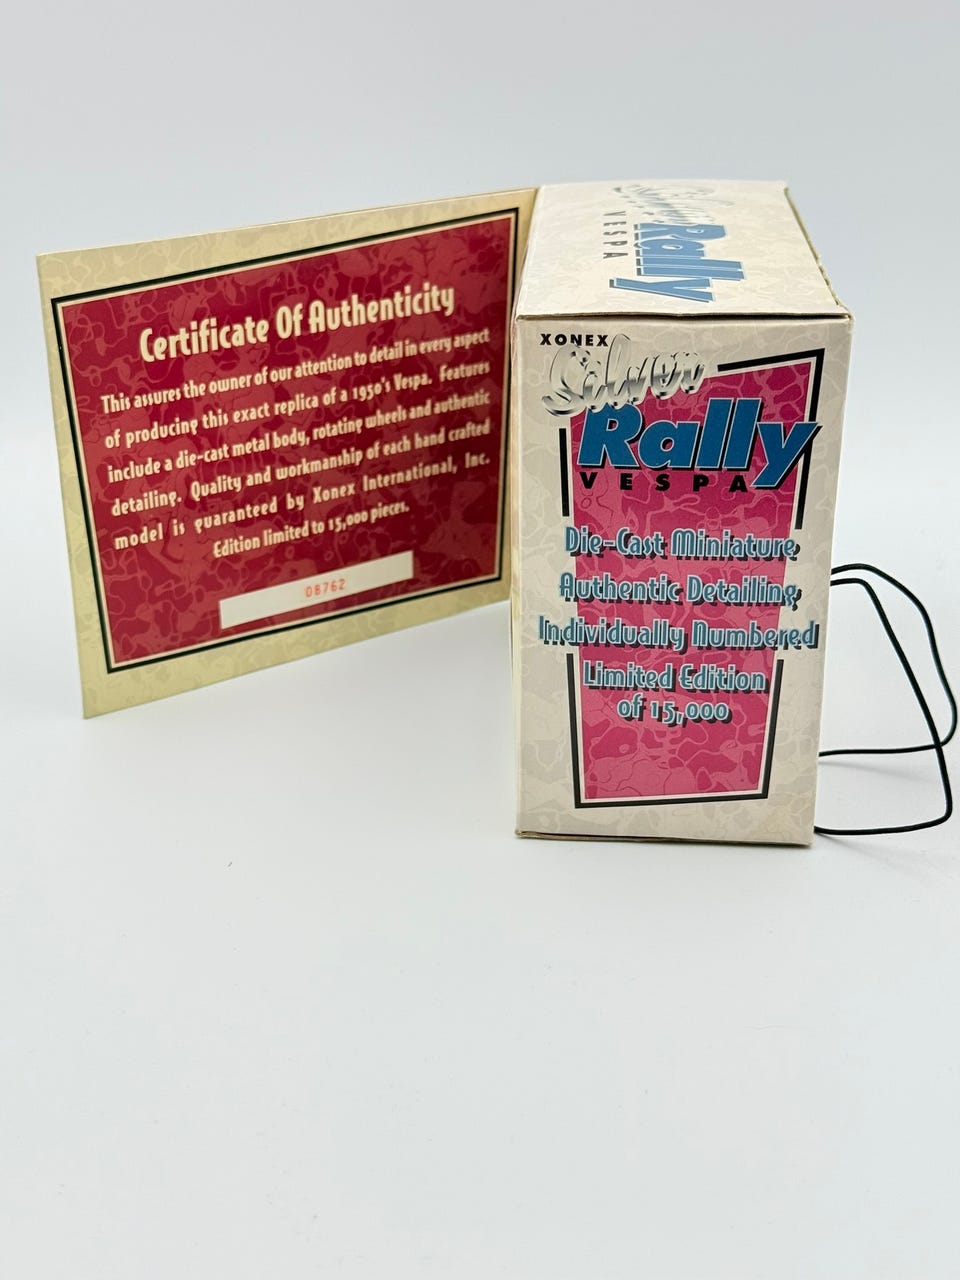 Certificate Of Authenticity
This assures the owner of our attention to detail in every aspect
of producing this exact replica of a 1950's Vespa. Features
include a die-cast metal body, rotating wheels and authentic
detailing. Quality and workmanship of each hand crafted
model is guaranteed by Xonex International, Inc.
Edition limited to 15,000 pieces.
08762
Silver
Rally
VESPA
XONEX
Silver
Rally
VESPA
Die-Cast Miniature
Authentic Detailing
Individually Numbered
Limited Edition
of 15,000